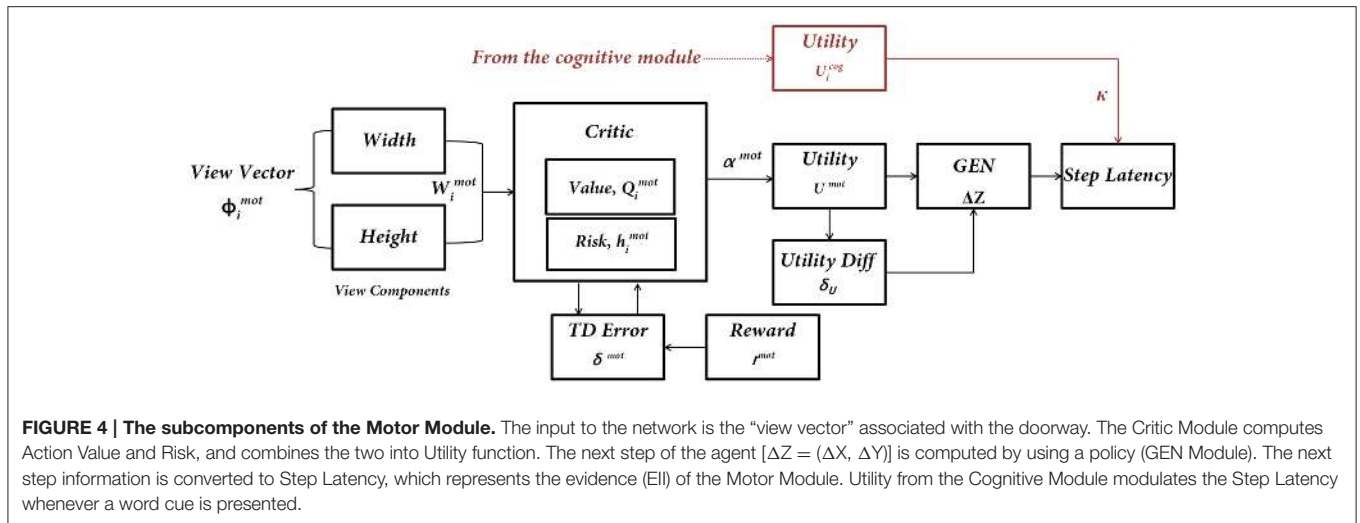 Utility
From the cognitive module
U_i^cog
κ
Width
Critic
View Vector
ϕ_i^mot
W_i^mot
Value, Q_i^mot
α^mot
Utility
U^mot
GEN
ΔZ
Step Latency
Height
Risk, h_i^mot
Utility Diff
δ_U
View Components
TD Error
δ^mot
Reward
r^mot
FIGURE 4 | The subcomponents of the Motor Module. The input to the network is the “view vector” associated with the doorway. The Critic Module computes
Action Value and Risk, and combines the two into Utility function. The next step of the agent [ΔZ = (ΔX, ΔY)] is computed by using a policy (GEN Module). The next
step information is converted to Step Latency, which represents the evidence (EII) of the Motor Module. Utility from the Cognitive Module modulates the Step Latency
whenever a word cue is presented.